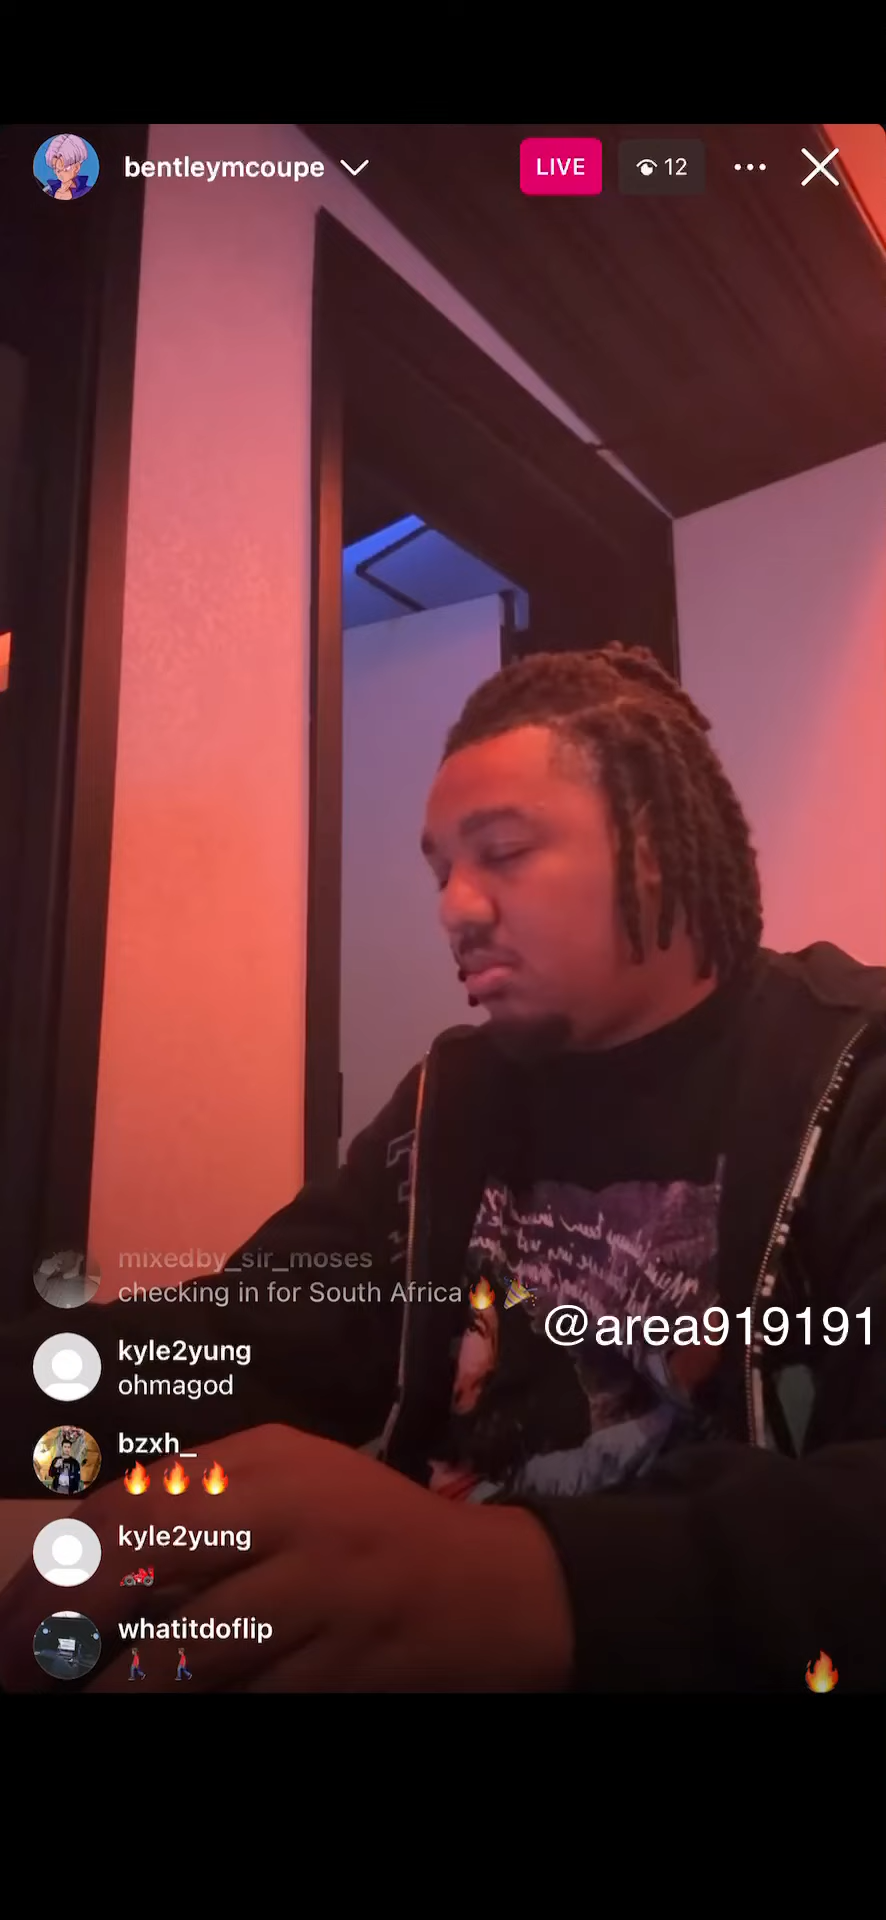 bentleymcoupe
LIVE
12
mixedby_sir_moses
checking in for South Africa🔥🎉
@area919191
kyle2yung
ohmagod
bzxh_
🔥🔥🔥
kyle2yung
🏎️
whatitdoflip
🚶🚶
🔥